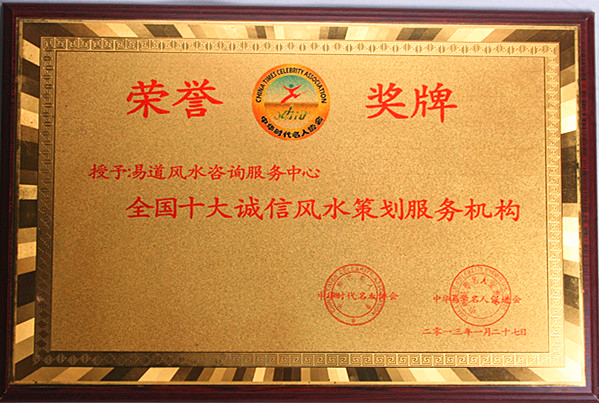 荣誉 奖牌
CHINA TIMES CELEBRITY ASSOCIATION
中华时代名人协会
授予:易道风水咨询服务中心
全国十大诚信风水策划服务机构
中华时代名人协会 中华易学名人促进会
二零一三年一月二十七日